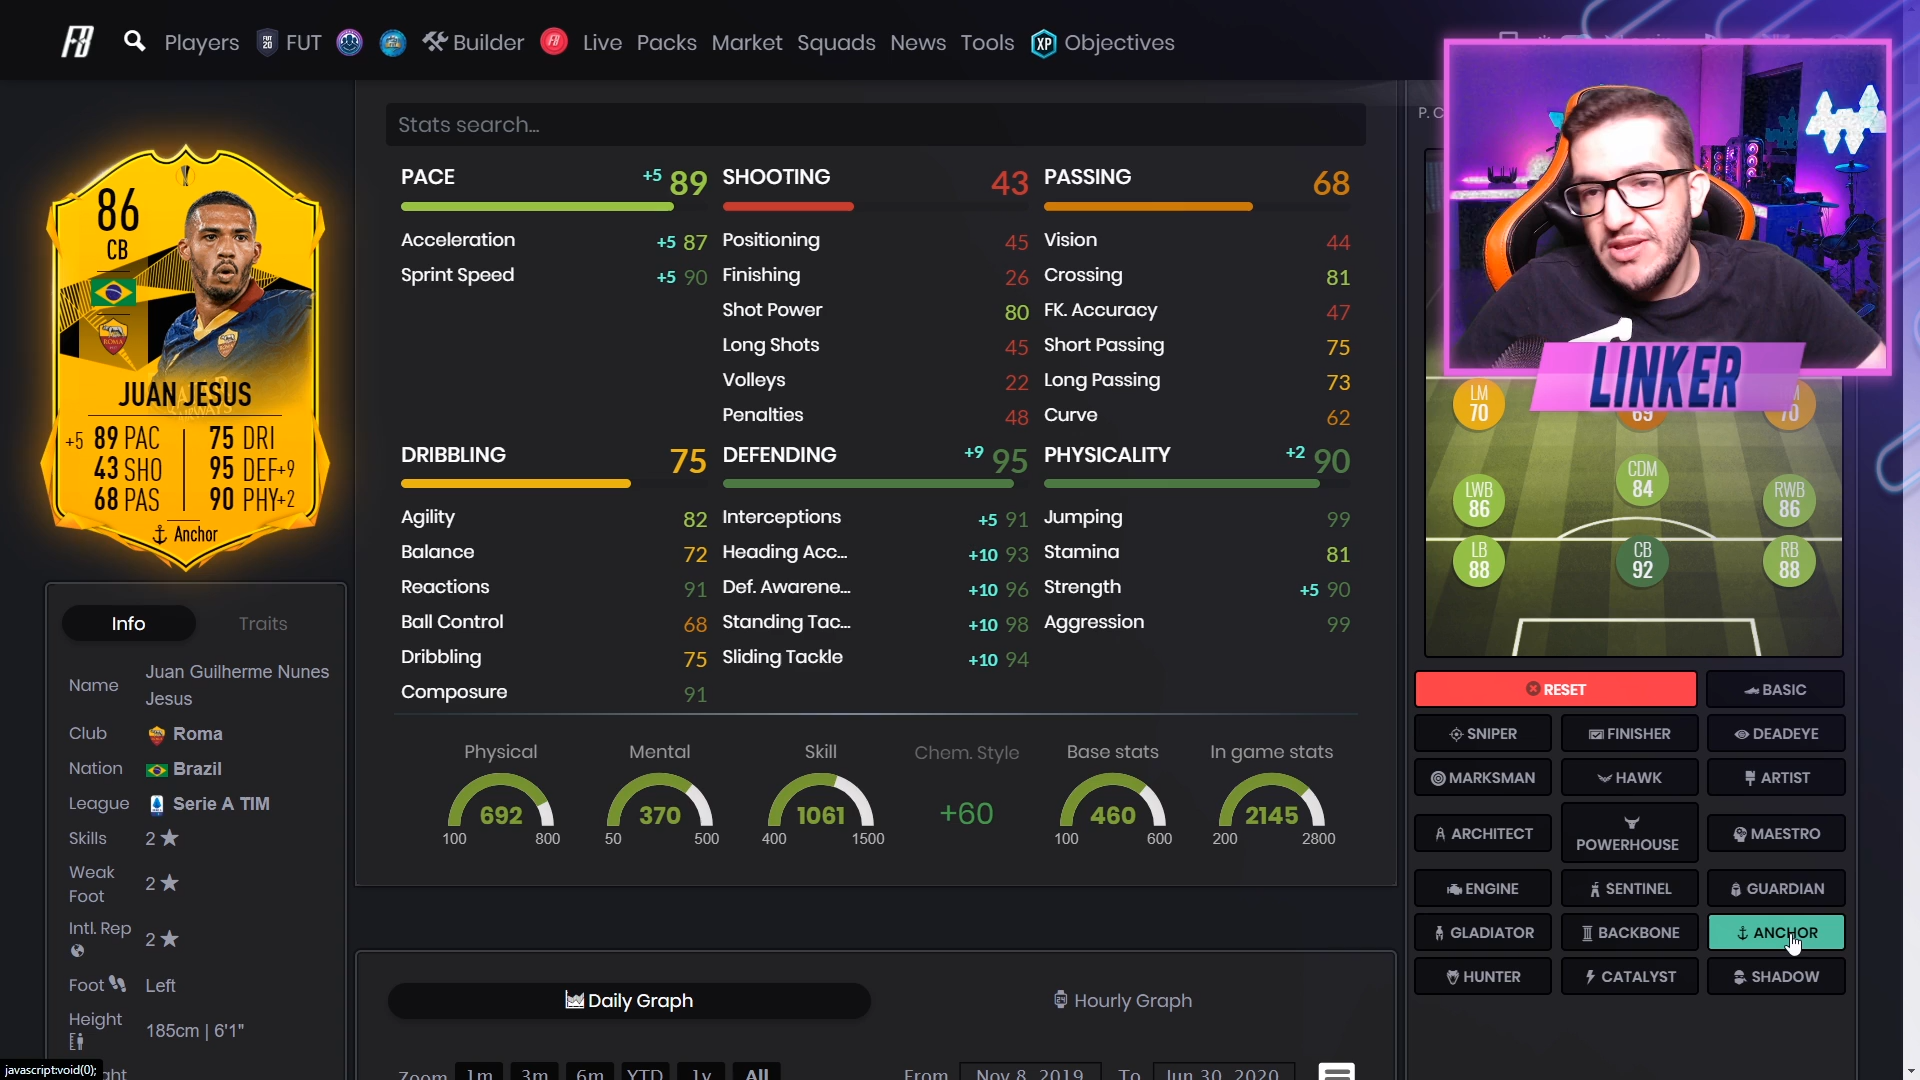 FB Players FUT 20 FUT Builder FB Live Packs Market Squads News Tools XP Objectives
Stats search...
86
CB
ROMA
JUAN JESUS
+5 89 PAC 75 DRI
43 SHO 95 DEF+9
68 PAS 90 PHY+2
Anchor
Info Traits
Name Juan Guilherme Nunes
Jesus
Club Roma
Nation Brazil
League Serie A TIM
Skills 2
Weak
Foot 2
Intl. Rep 2
Foot Left
Height 185cm | 6'1"
javascript:void(0);
PACE +5 89
Acceleration +5 87
Sprint Speed +5 90
SHOOTING 43
Positioning 45
Finishing 26
Shot Power 80
Long Shots 45
Volleys 22
Penalties 48
PASSING 68
Vision 44
Crossing 81
FK. Accuracy 47
Short Passing 75
Long Passing 73
Curve 62
DRIBBLING 75
Agility 82
Balance 72
Reactions 91
Ball Control 68
Dribbling 75
Composure 91
DEFENDING +9 95
Interceptions +5 91
Heading Acc... +10 93
Def. Awarene... +10 96
Standing Tac... +10 98
Sliding Tackle +10 94
PHYSICALITY +2 90
Jumping 99
Stamina 81
Strength +5 90
Aggression 99
Physical Mental Skill Chem. Style Base stats In game stats
692 370 1061 +60 460 2145
100 800 50 500 400 1500 100 600 200 2800
Daily Graph Hourly Graph
Zoom 1m 3m 6m YTD 1y All From Nov 8, 2019 To Jun 30, 2020
LINKER
LM
70
69
70
CDM
84
LWB
86
RWB
86
LB
88
CB
92
RB
88
RESET BASIC
SNIPER FINISHER DEADEYE
MARKSMAN HAWK ARTIST
ARCHITECT POWERHOUSE MAESTRO
ENGINE SENTINEL GUARDIAN
GLADIATOR BACKBONE ANCHOR
HUNTER CATALYST SHADOW